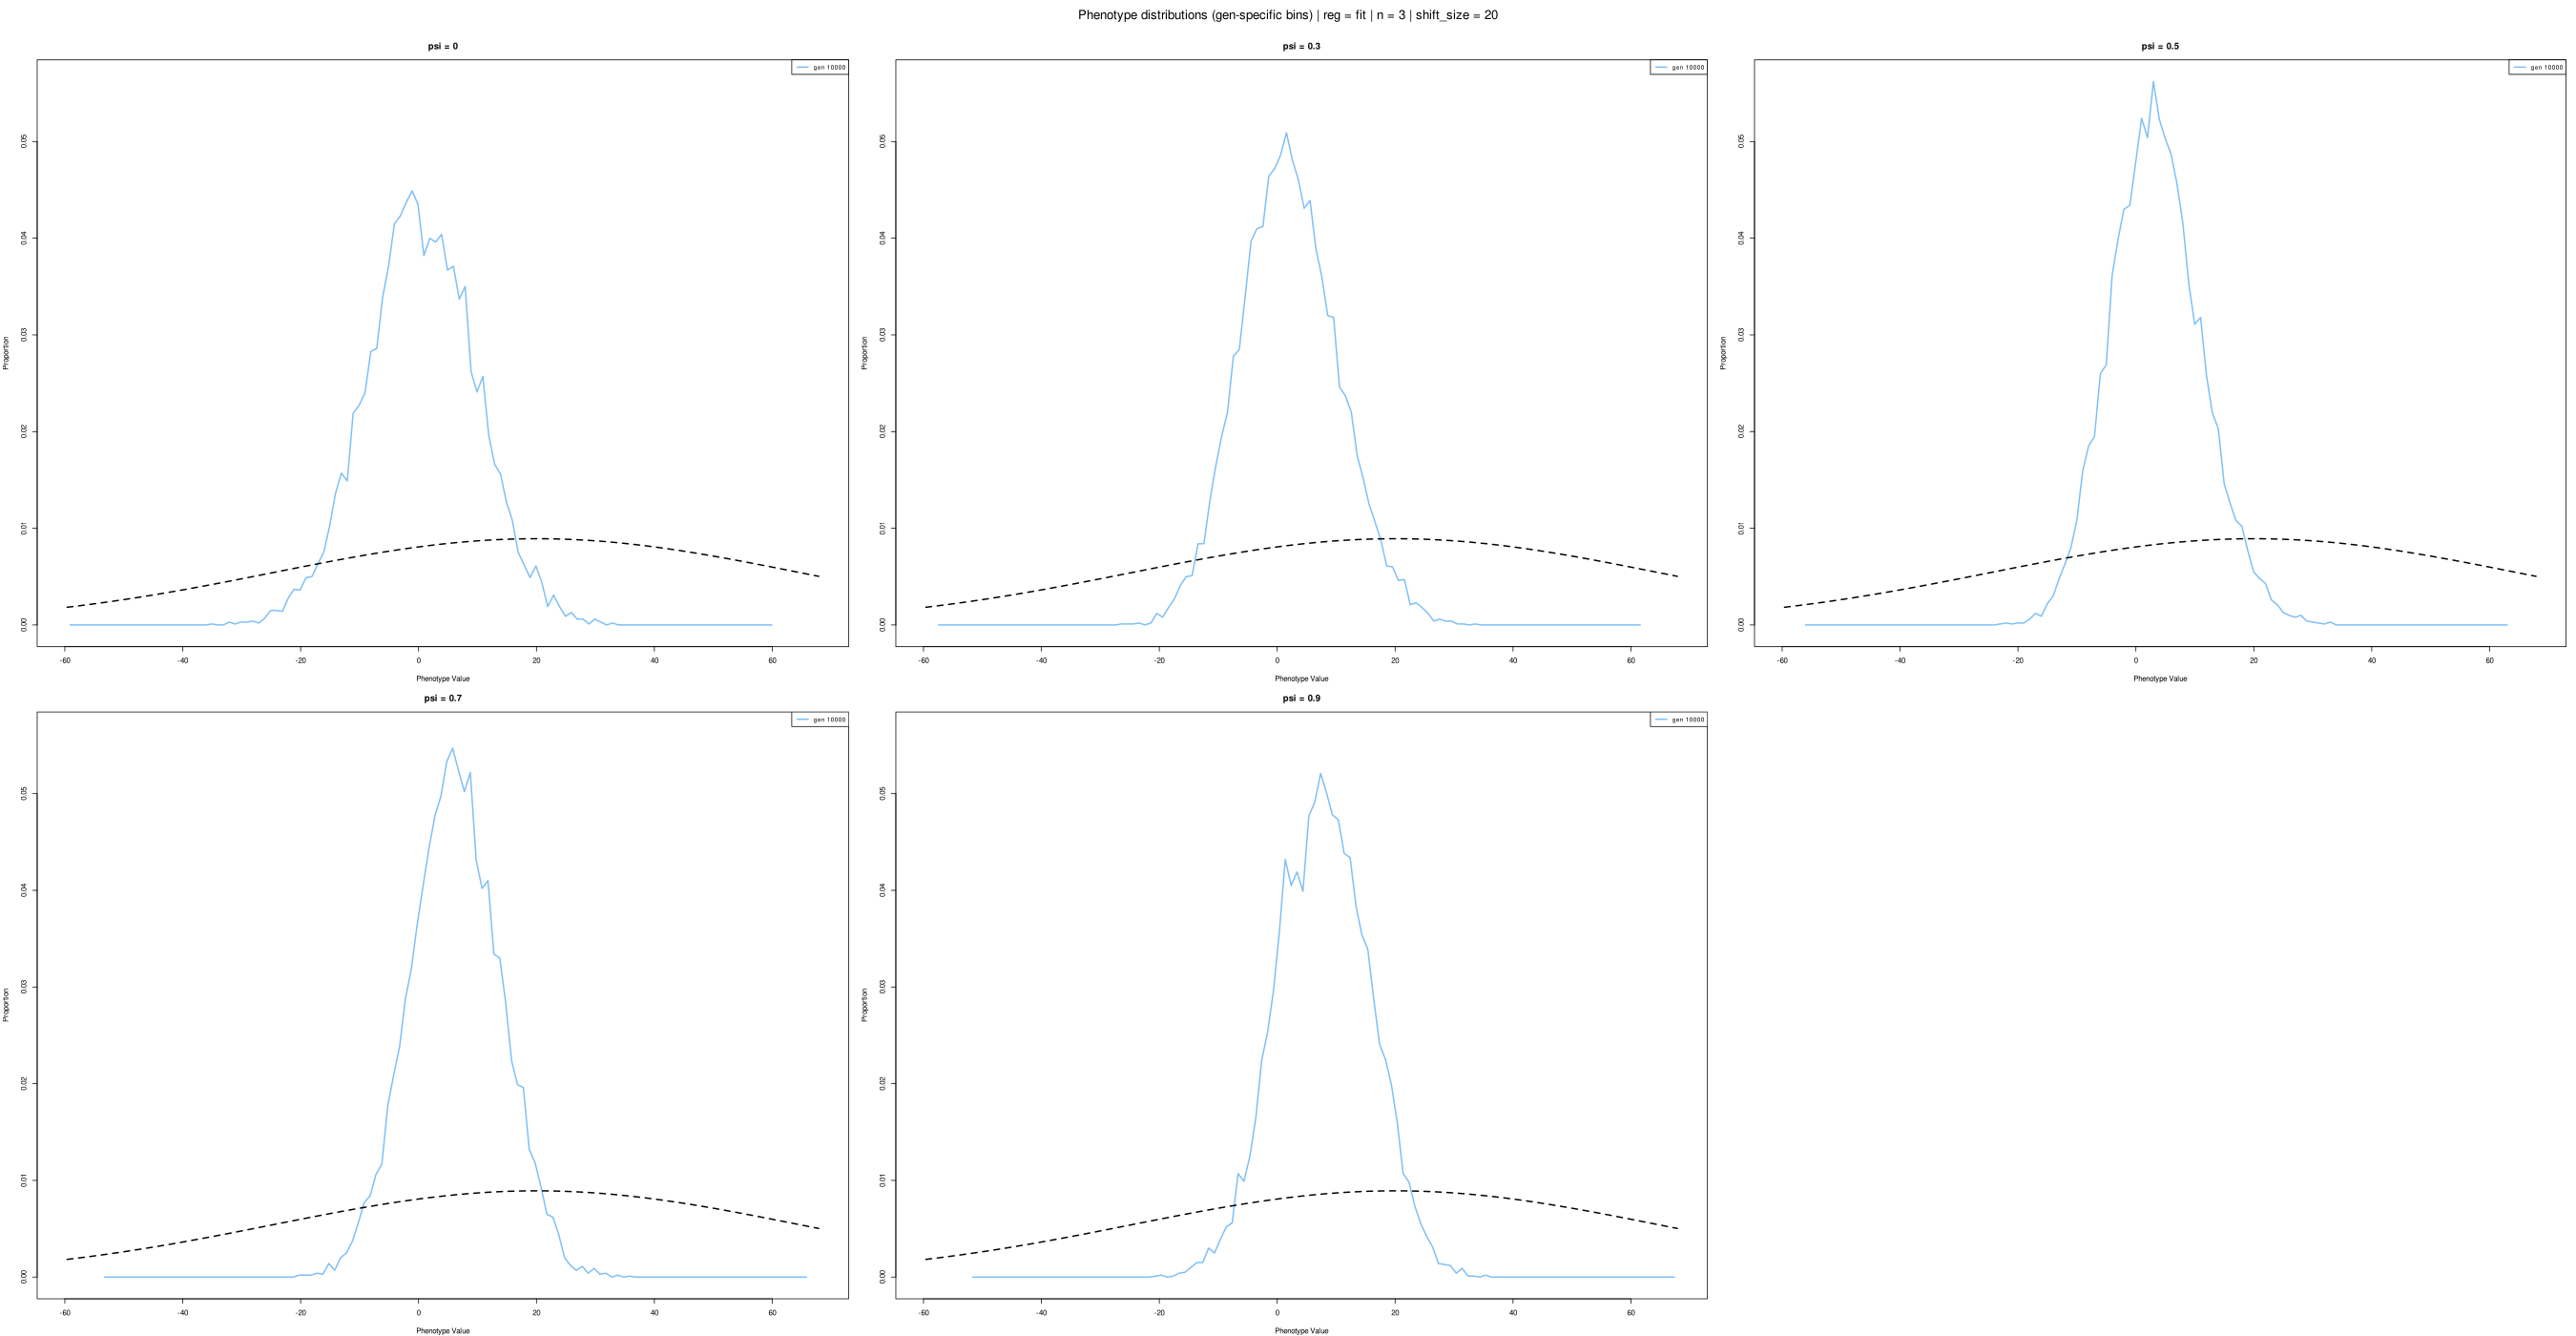 Phenotype distributions (gen-specific bins) | reg = fit | n = 3 | shift_size = 20
psi = 0
gen 10000
Proportion
0.05
0.04
0.03
0.02
0.01
0.00
-60 -40 -20 0 20 40 60
Phenotype Value
psi = 0.3
gen 10000
Proportion
0.05
0.04
0.03
0.02
0.01
0.00
-60 -40 -20 0 20 40 60
Phenotype Value
psi = 0.5
gen 10000
Proportion
0.05
0.04
0.03
0.02
0.01
0.00
-60 -40 -20 0 20 40 60
Phenotype Value
psi = 0.7
gen 10000
Proportion
0.05
0.04
0.03
0.02
0.01
0.00
-60 -40 -20 0 20 40 60
Phenotype Value
psi = 0.9
gen 10000
Proportion
0.05
0.04
0.03
0.02
0.01
0.00
-60 -40 -20 0 20 40 60
Phenotype Value